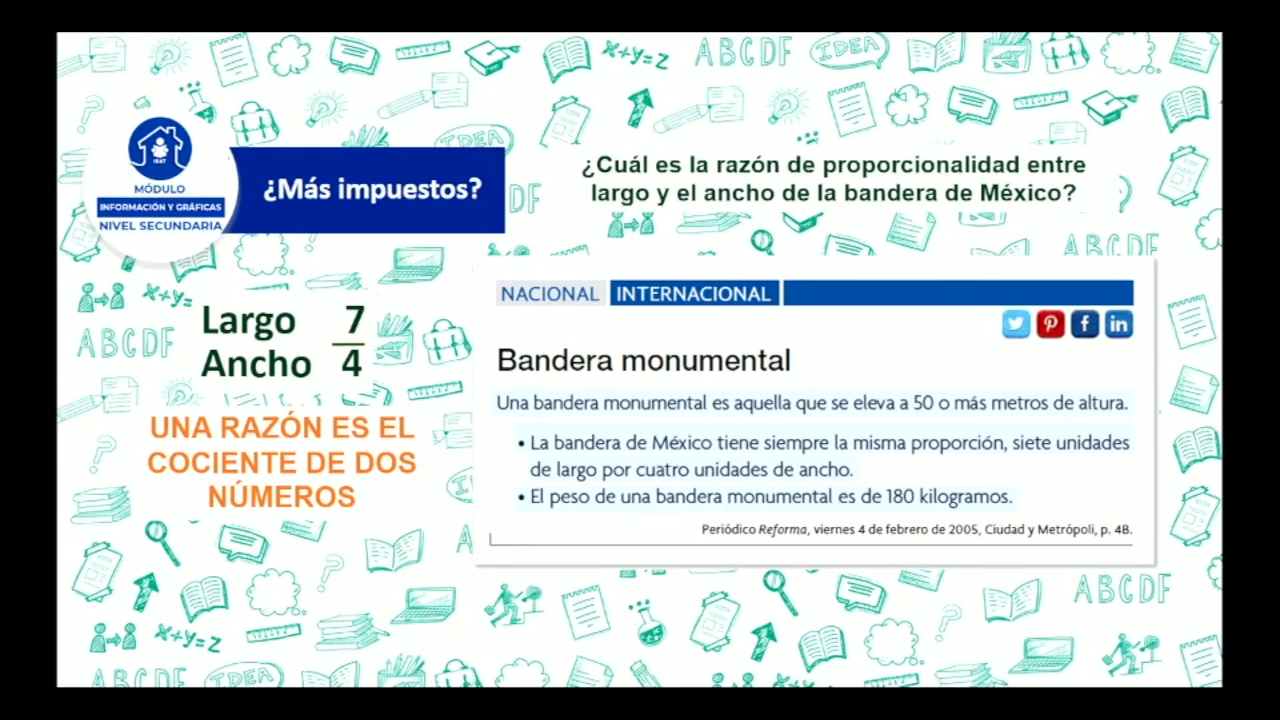 IEAT
MÓDULO
INFORMACIÓN Y GRÁFICAS
NIVEL SECUNDARIA
¿Más impuestos?
¿Cuál es la razón de proporcionalidad entre
largo y el ancho de la bandera de México?
Largo 7
Ancho 4
UNA RAZÓN ES EL
COCIENTE DE DOS
NÚMEROS
NACIONAL INTERNACIONAL
Bandera monumental
Una bandera monumental es aquella que se eleva a 50 o más metros de altura.
• La bandera de México tiene siempre la misma proporción, siete unidades
de largo por cuatro unidades de ancho.
• El peso de una bandera monumental es de 180 kilogramos.
Periódico Reforma, viernes 4 de febrero de 2005, Ciudad y Metrópoli, p. 4B.
x+y=z
ABCDF
IDEA